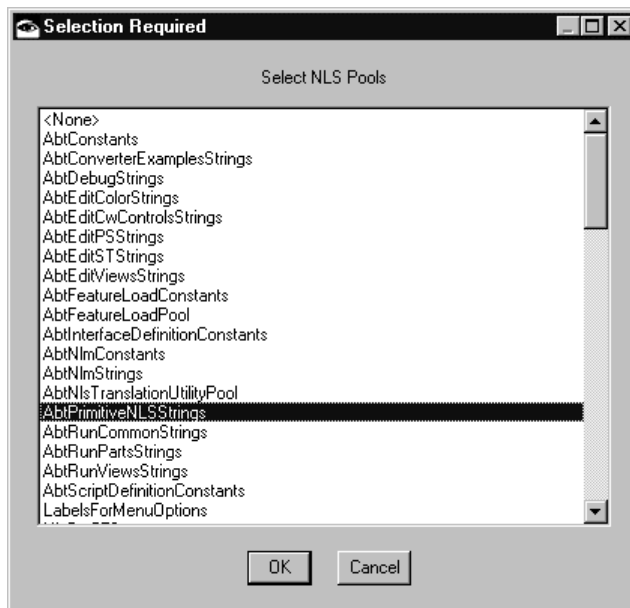 Selection Required
Select NLS Pools
<None>
AbtConstants
AbtConverterExamplesStrings
AbtDebugStrings
AbtEditColorStrings
AbtEditCwControlsStrings
AbtEditPSStrings
AbtEditSTStrings
AbtEditViewsStrings
AbtFeatureLoadConstants
AbtFeatureLoadPool
AbtInterfaceDefinitionConstants
AbtNlmConstants
AbtNlmStrings
AbtNlsTranslationUtilityPool
AbtPrimitiveNLSStrings
AbtRunCommonStrings
AbtRunPartsStrings
AbtRunViewsStrings
AbtScriptDefinitionConstants
LabelsForMenuOptions
OK Cancel